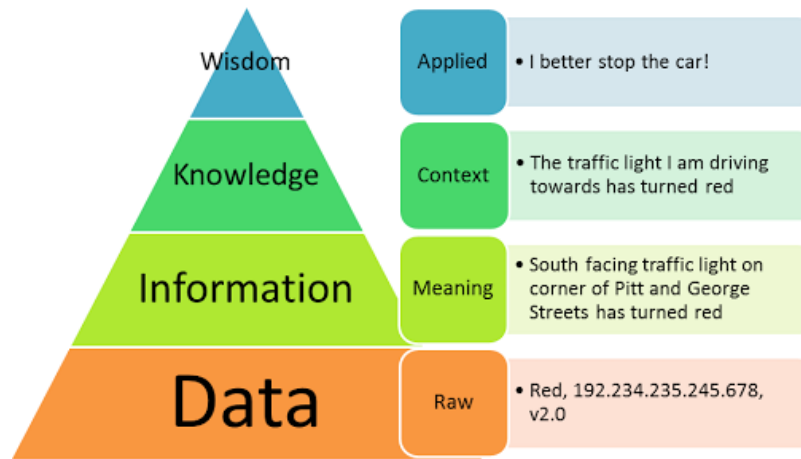 Wisdom
Applied
• I better stop the car!
Knowledge
Context
• The traffic light I am driving
towards has turned red
Information
Meaning
• South facing traffic light on
corner of Pitt and George
Streets has turned red
Data
Raw
• Red, 192.234.235.245.678,
v2.0